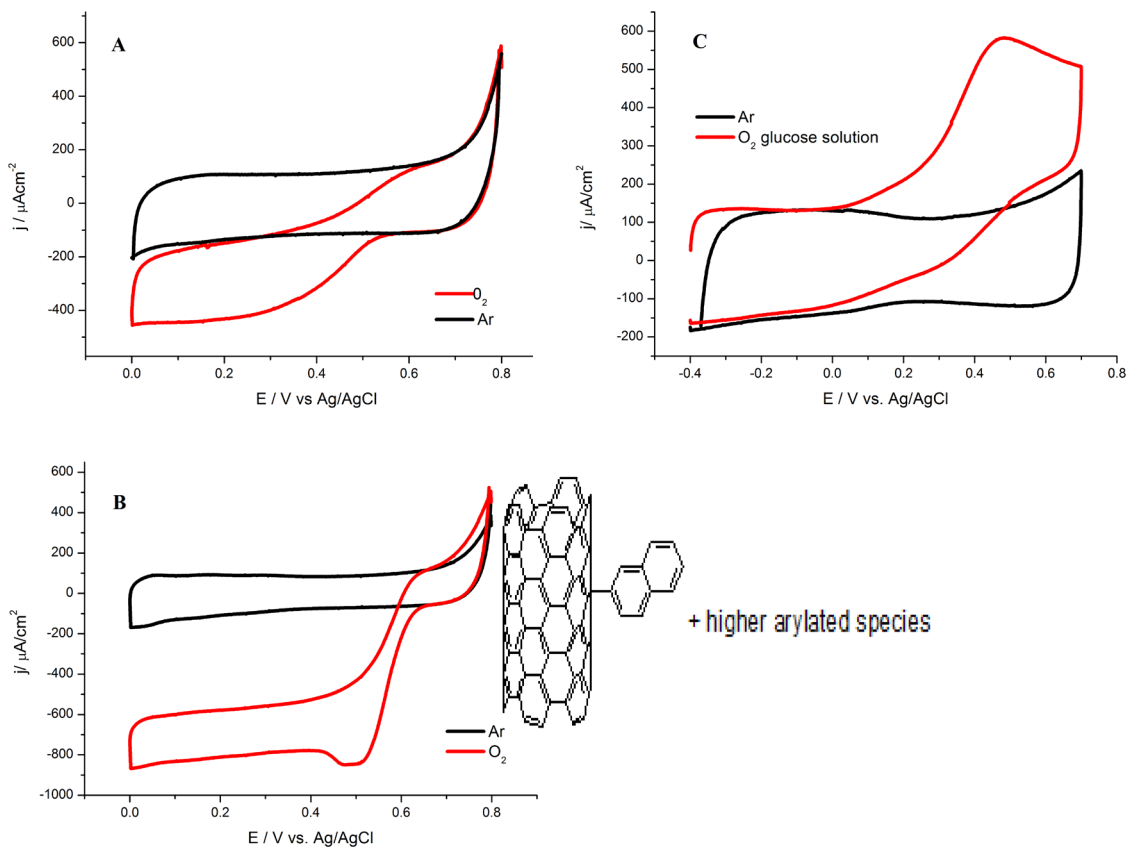 A
600
400
200
0
-200
-400
j / μAcm-2
0₂
Ar
0.0 0.2 0.4 0.6 0.8
E / V vs Ag/AgCl
C
600
500
400
300
200
100
0
-100
-200
j/ μA/cm²
Ar
O₂ glucose solution
-0.4 -0.2 0.0 0.2 0.4 0.6 0.8
E / V vs. Ag/AgCl
B
600
400
200
0
-200
-400
-600
-800
-1000
j/ μA/cm²
Ar
O₂
0.0 0.2 0.4 0.6 0.8
E / V vs. Ag/AgCl
+ higher arylated species